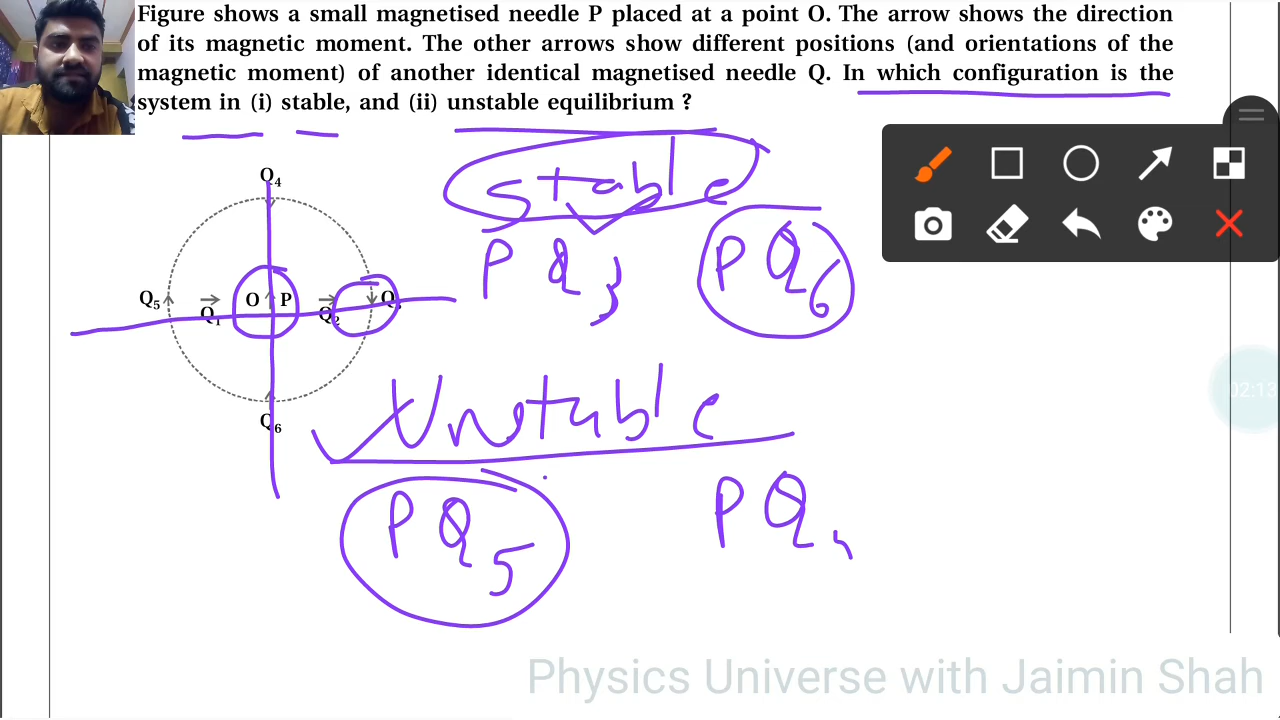 Figure shows a small magnetised needle P placed at a point O. The arrow shows the direction
of its magnetic moment. The other arrows show different positions (and orientations of the
magnetic moment) of another identical magnetised needle Q. In which configuration is the
system in (i) stable, and (ii) unstable equilibrium ?
Q4
stable
PQ3 PQ6
Q5 Q1 O P Q2 Q
Q6
Unstable
02:13
PQ5 PQ
Physics Universe with Jaimin Shah